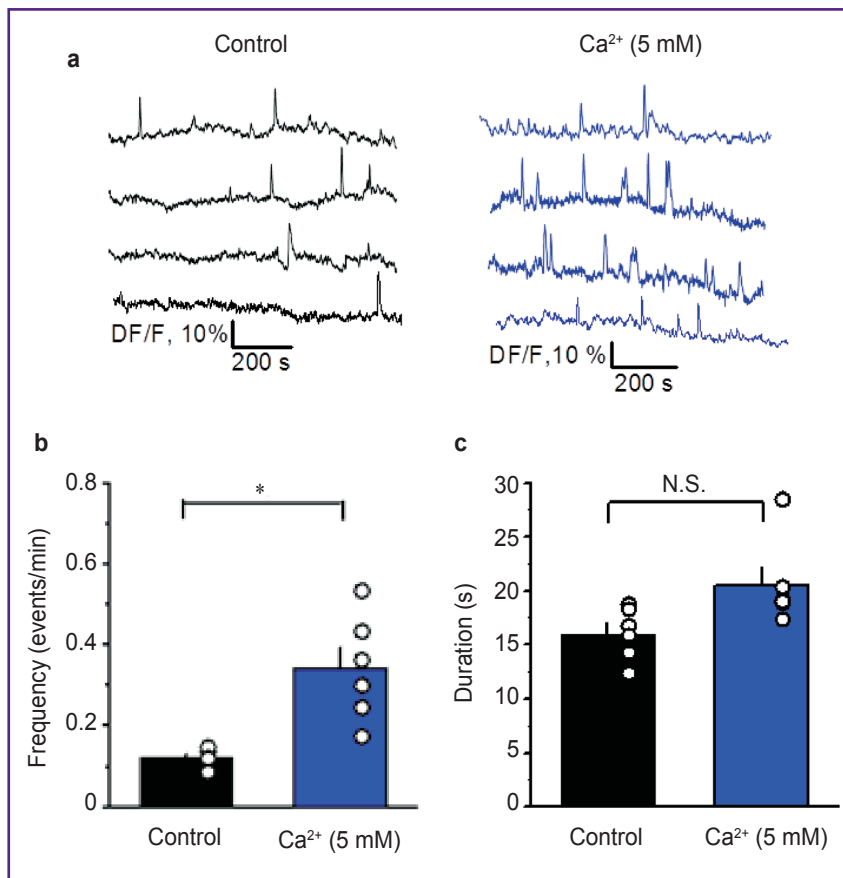 a
Control
Ca²⁺ (5 mM)
DF/F, 10%
200 s
DF/F,10 %
200 s
b
Frequency (events/min)
0.8
0.6
0.4
0.2
0
*
Control
Ca²⁺ (5 mM)
c
Duration (s)
30
25
20
15
10
5
0
N.S.
Control
Ca²⁺ (5 mM)